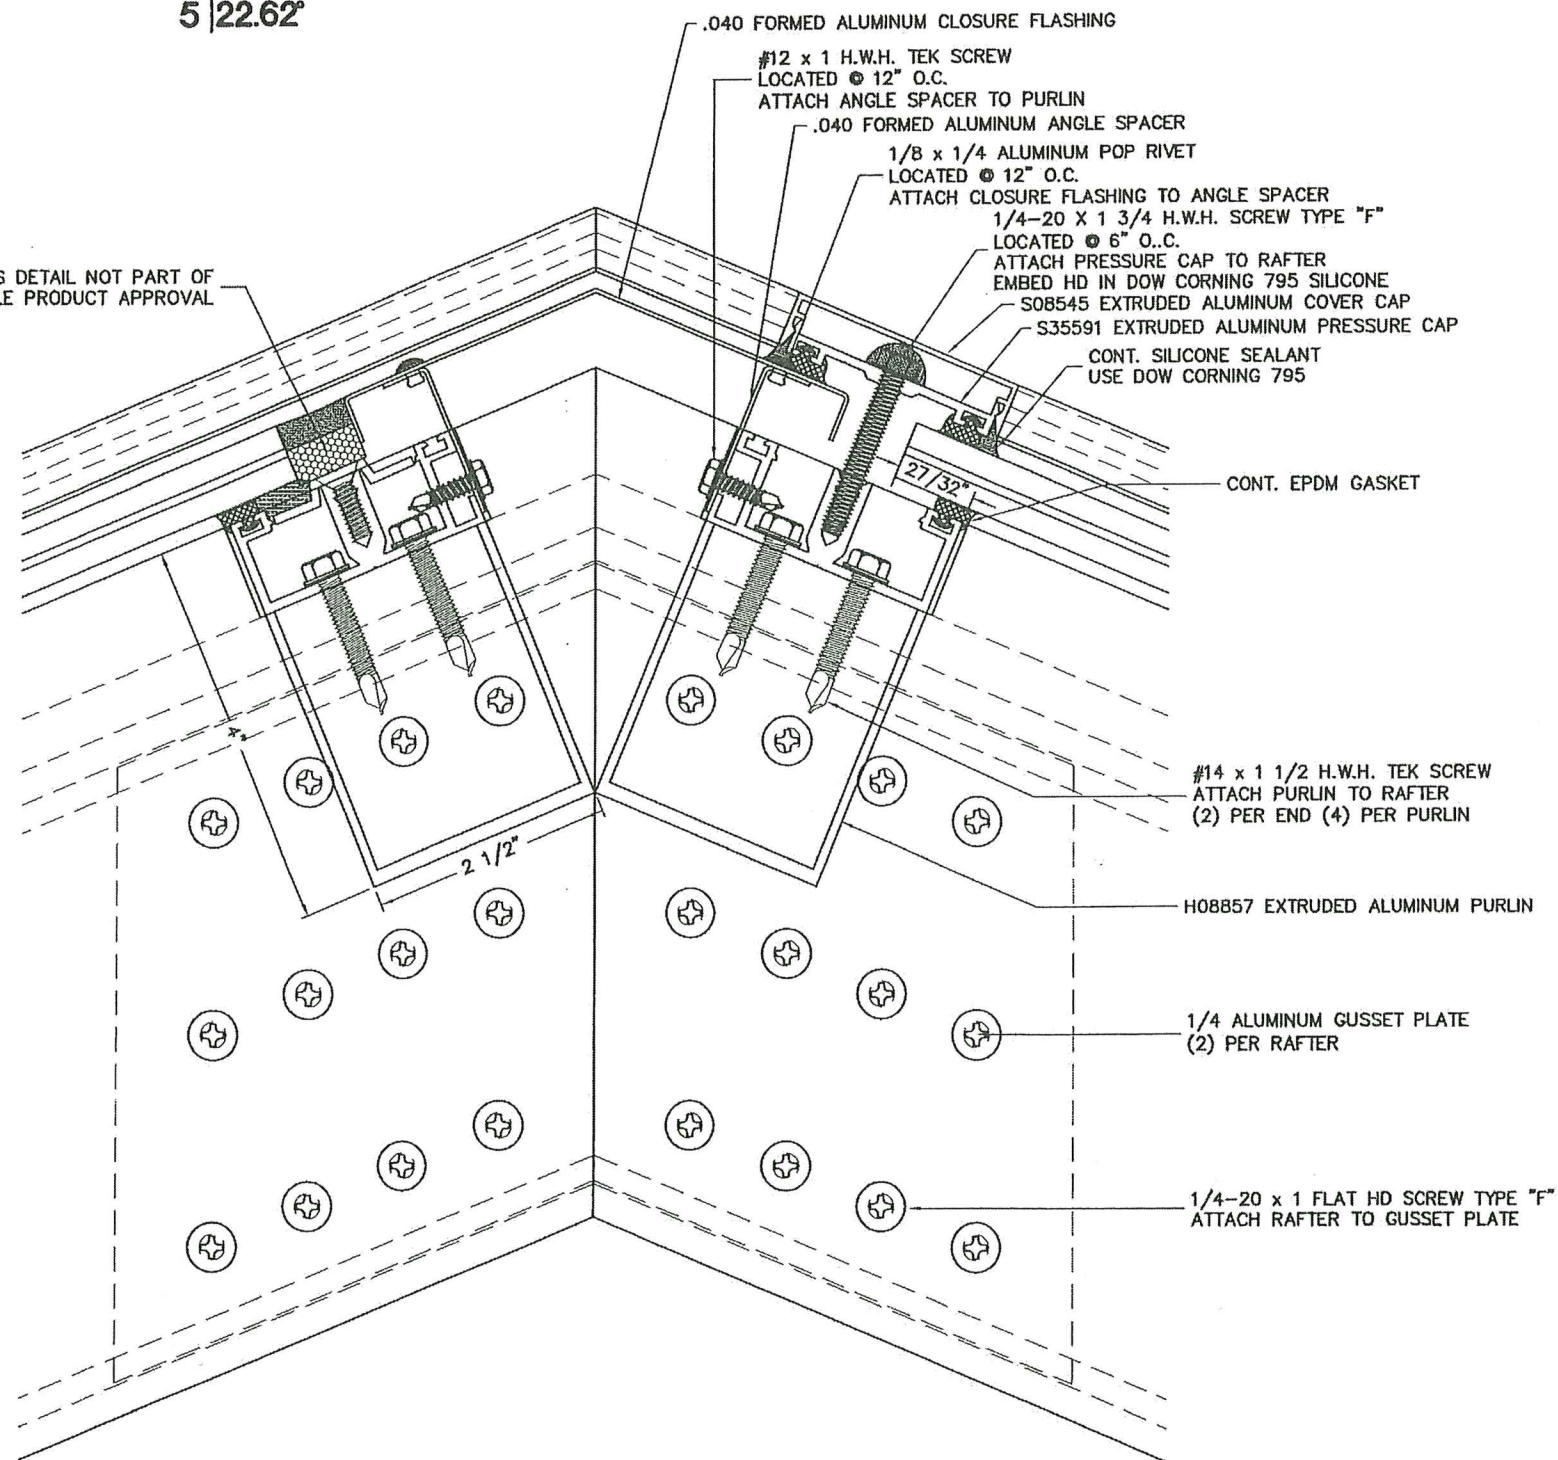 5 22.62°
.040 FORMED ALUMINUM CLOSURE FLASHING
#12 x 1 H.W.H. TEK SCREW
LOCATED @ 12" O.C.
ATTACH ANGLE SPACER TO PURLIN
.040 FORMED ALUMINUM ANGLE SPACER
1/8 x 1/4 ALUMINUM POP RIVET
LOCATED @ 12" O.C.
ATTACH CLOSURE FLASHING TO ANGLE SPACER
1/4-20 X 1 3/4 H.W.H. SCREW TYPE "F"
LOCATED @ 6" O..C.
ATTACH PRESSURE CAP TO RAFTER
EMBED HD IN DOW CORNING 795 SILICONE
S08545 EXTRUDED ALUMINUM COVER CAP
S35591 EXTRUDED ALUMINUM PRESSURE CAP
CONT. SILICONE SEALANT
USE DOW CORNING 795
DETAIL NOT PART OF
PRODUCT APPROVAL
27/32"
CONT. EPDM GASKET
4"
2 1/2"
#14 x 1 1/2 H.W.H. TEK SCREW
ATTACH PURLIN TO RAFTER
(2) PER END (4) PER PURLIN
H08857 EXTRUDED ALUMINUM PURLIN
1/4 ALUMINUM GUSSET PLATE
(2) PER RAFTER
1/4-20 x 1 FLAT HD SCREW TYPE "F"
ATTACH RAFTER TO GUSSET PLATE